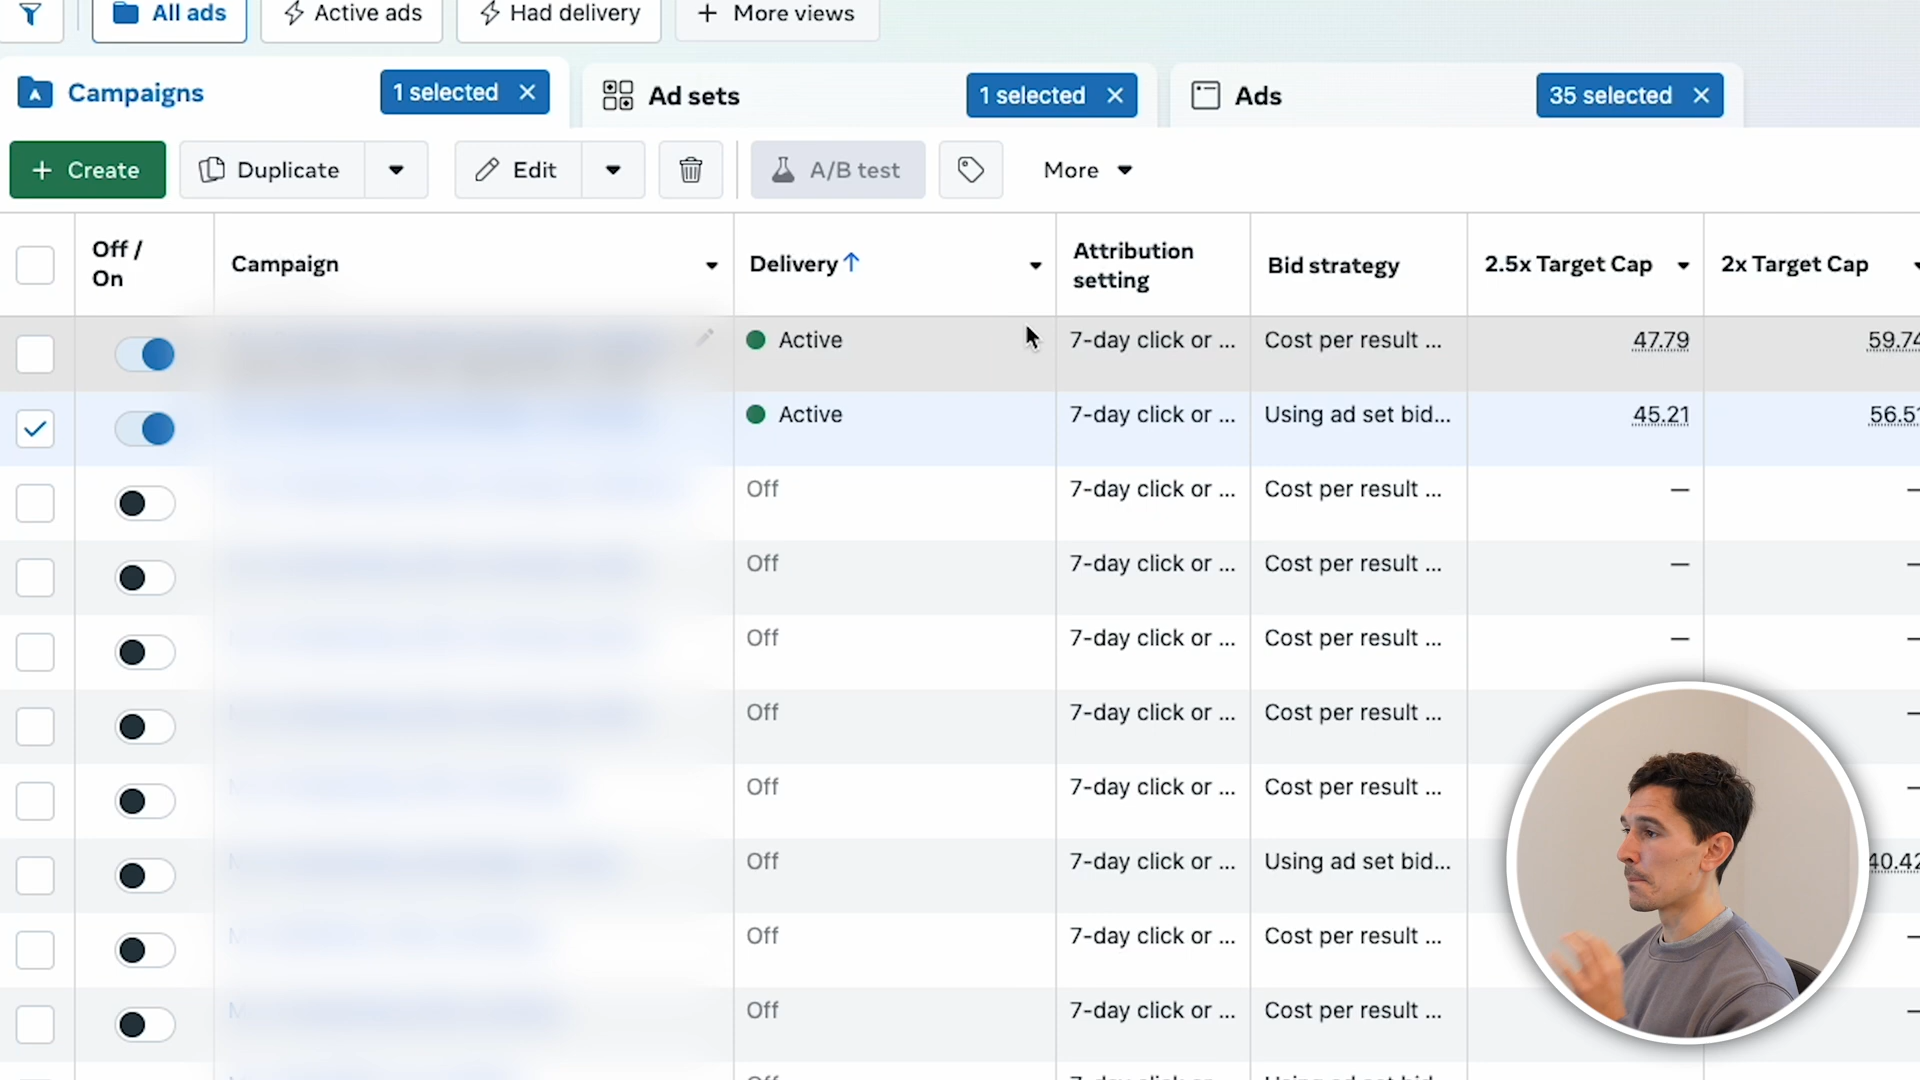 All ads
Active ads
Had delivery
+ More views
Campaigns
1 selected ×
Ad sets
1 selected ×
Ads
35 selected ×
+ Create
Duplicate
Edit
A/B test
More
Off / On
Campaign
Delivery ↑
Attribution setting
Bid strategy
2.5x Target Cap
2x Target Cap
Active 7-day click or ... Cost per result ... 47.79 59.74
Active 7-day click or ... Using ad set bid... 45.21 56.51
Off 7-day click or ... Cost per result ... — —
Off 7-day click or ... Cost per result ... — —
Off 7-day click or ... Cost per result ... —
Off 7-day click or ... Cost per result ... —
Off 7-day click or ... Cost per result ... —
Off 7-day click or ... Using ad set bid... 40.42
Off 7-day click or ... Cost per result ... —
Off 7-day click or ... Cost per result ... —